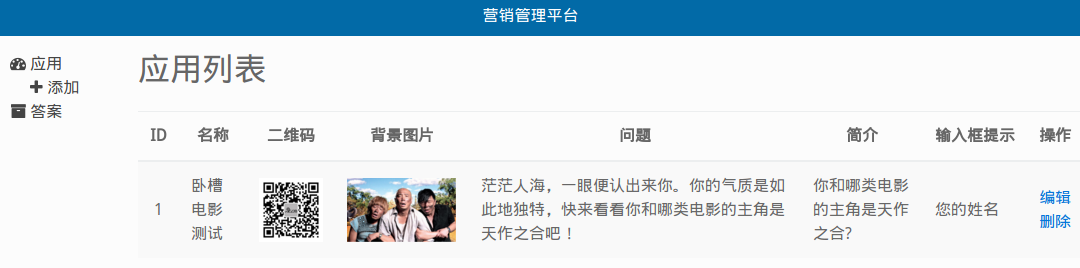 营销管理平台
应用
添加
答案
应用列表
ID 名称 二维码 背景图片 问题 简介 输入框提示 操作
1
卧槽
电影
测试
茫茫人海，一眼便认出来你。你的气质是如
此地独特，快来看看你和哪类电影的主角是
天作之合吧！
你和哪类电影
的主角是天作
之合?
您的姓名
编辑
删除